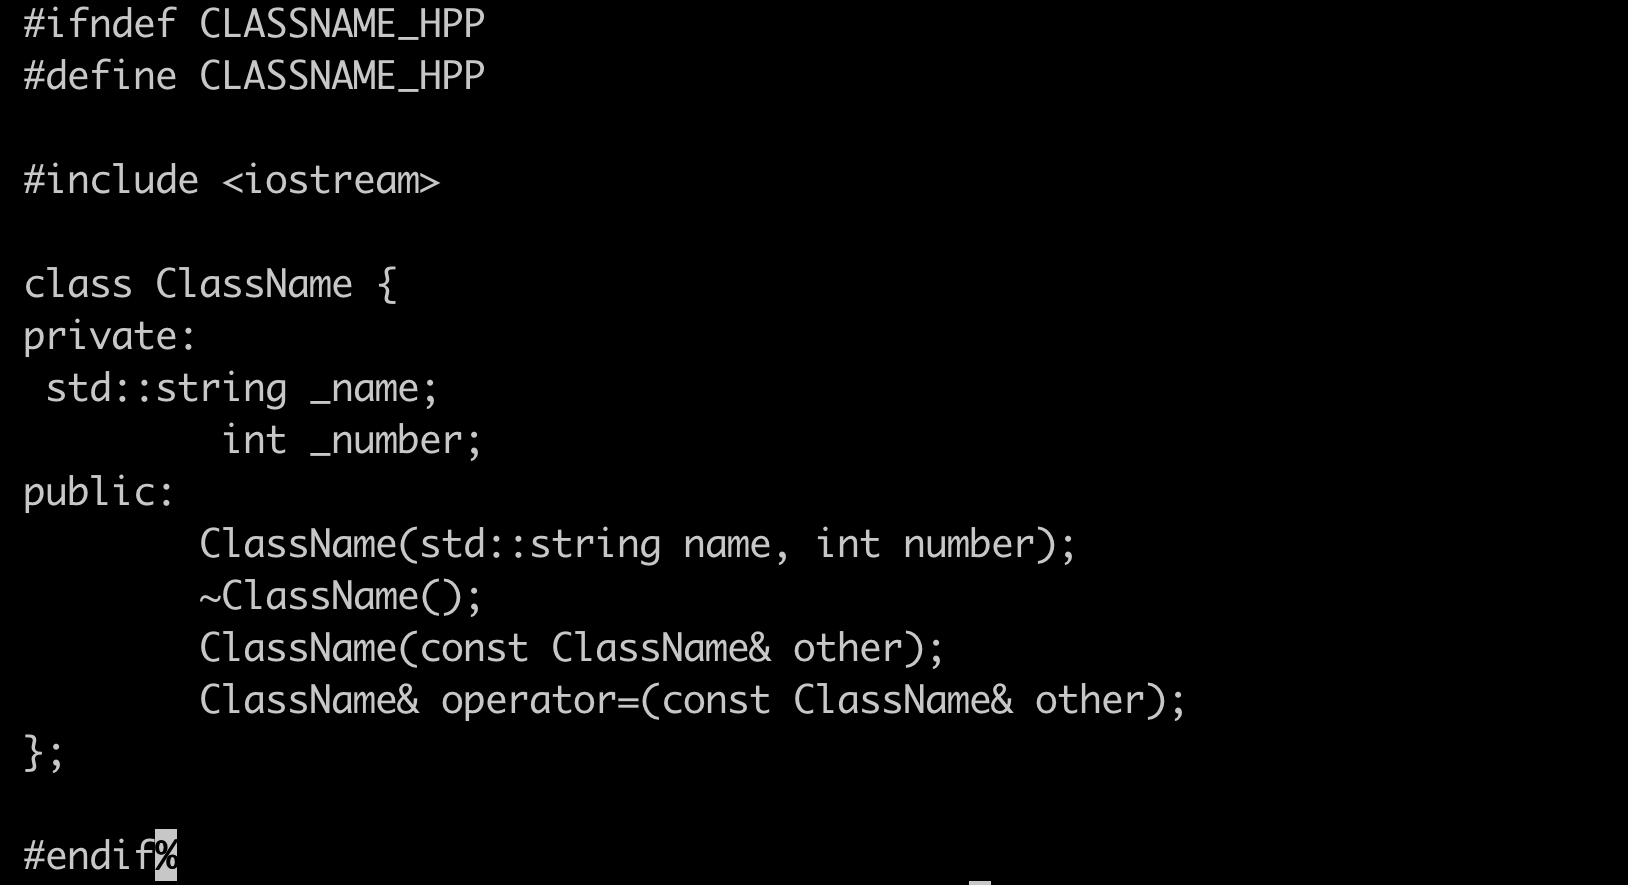 #ifndef CLASSNAME_HPP
#define CLASSNAME_HPP

#include <iostream>

class ClassName {
private:
 std::string _name;
         int _number;
public:
        ClassName(std::string name, int number);
        ~ClassName();
        ClassName(const ClassName& other);
        ClassName& operator=(const ClassName& other);
};

#endif%